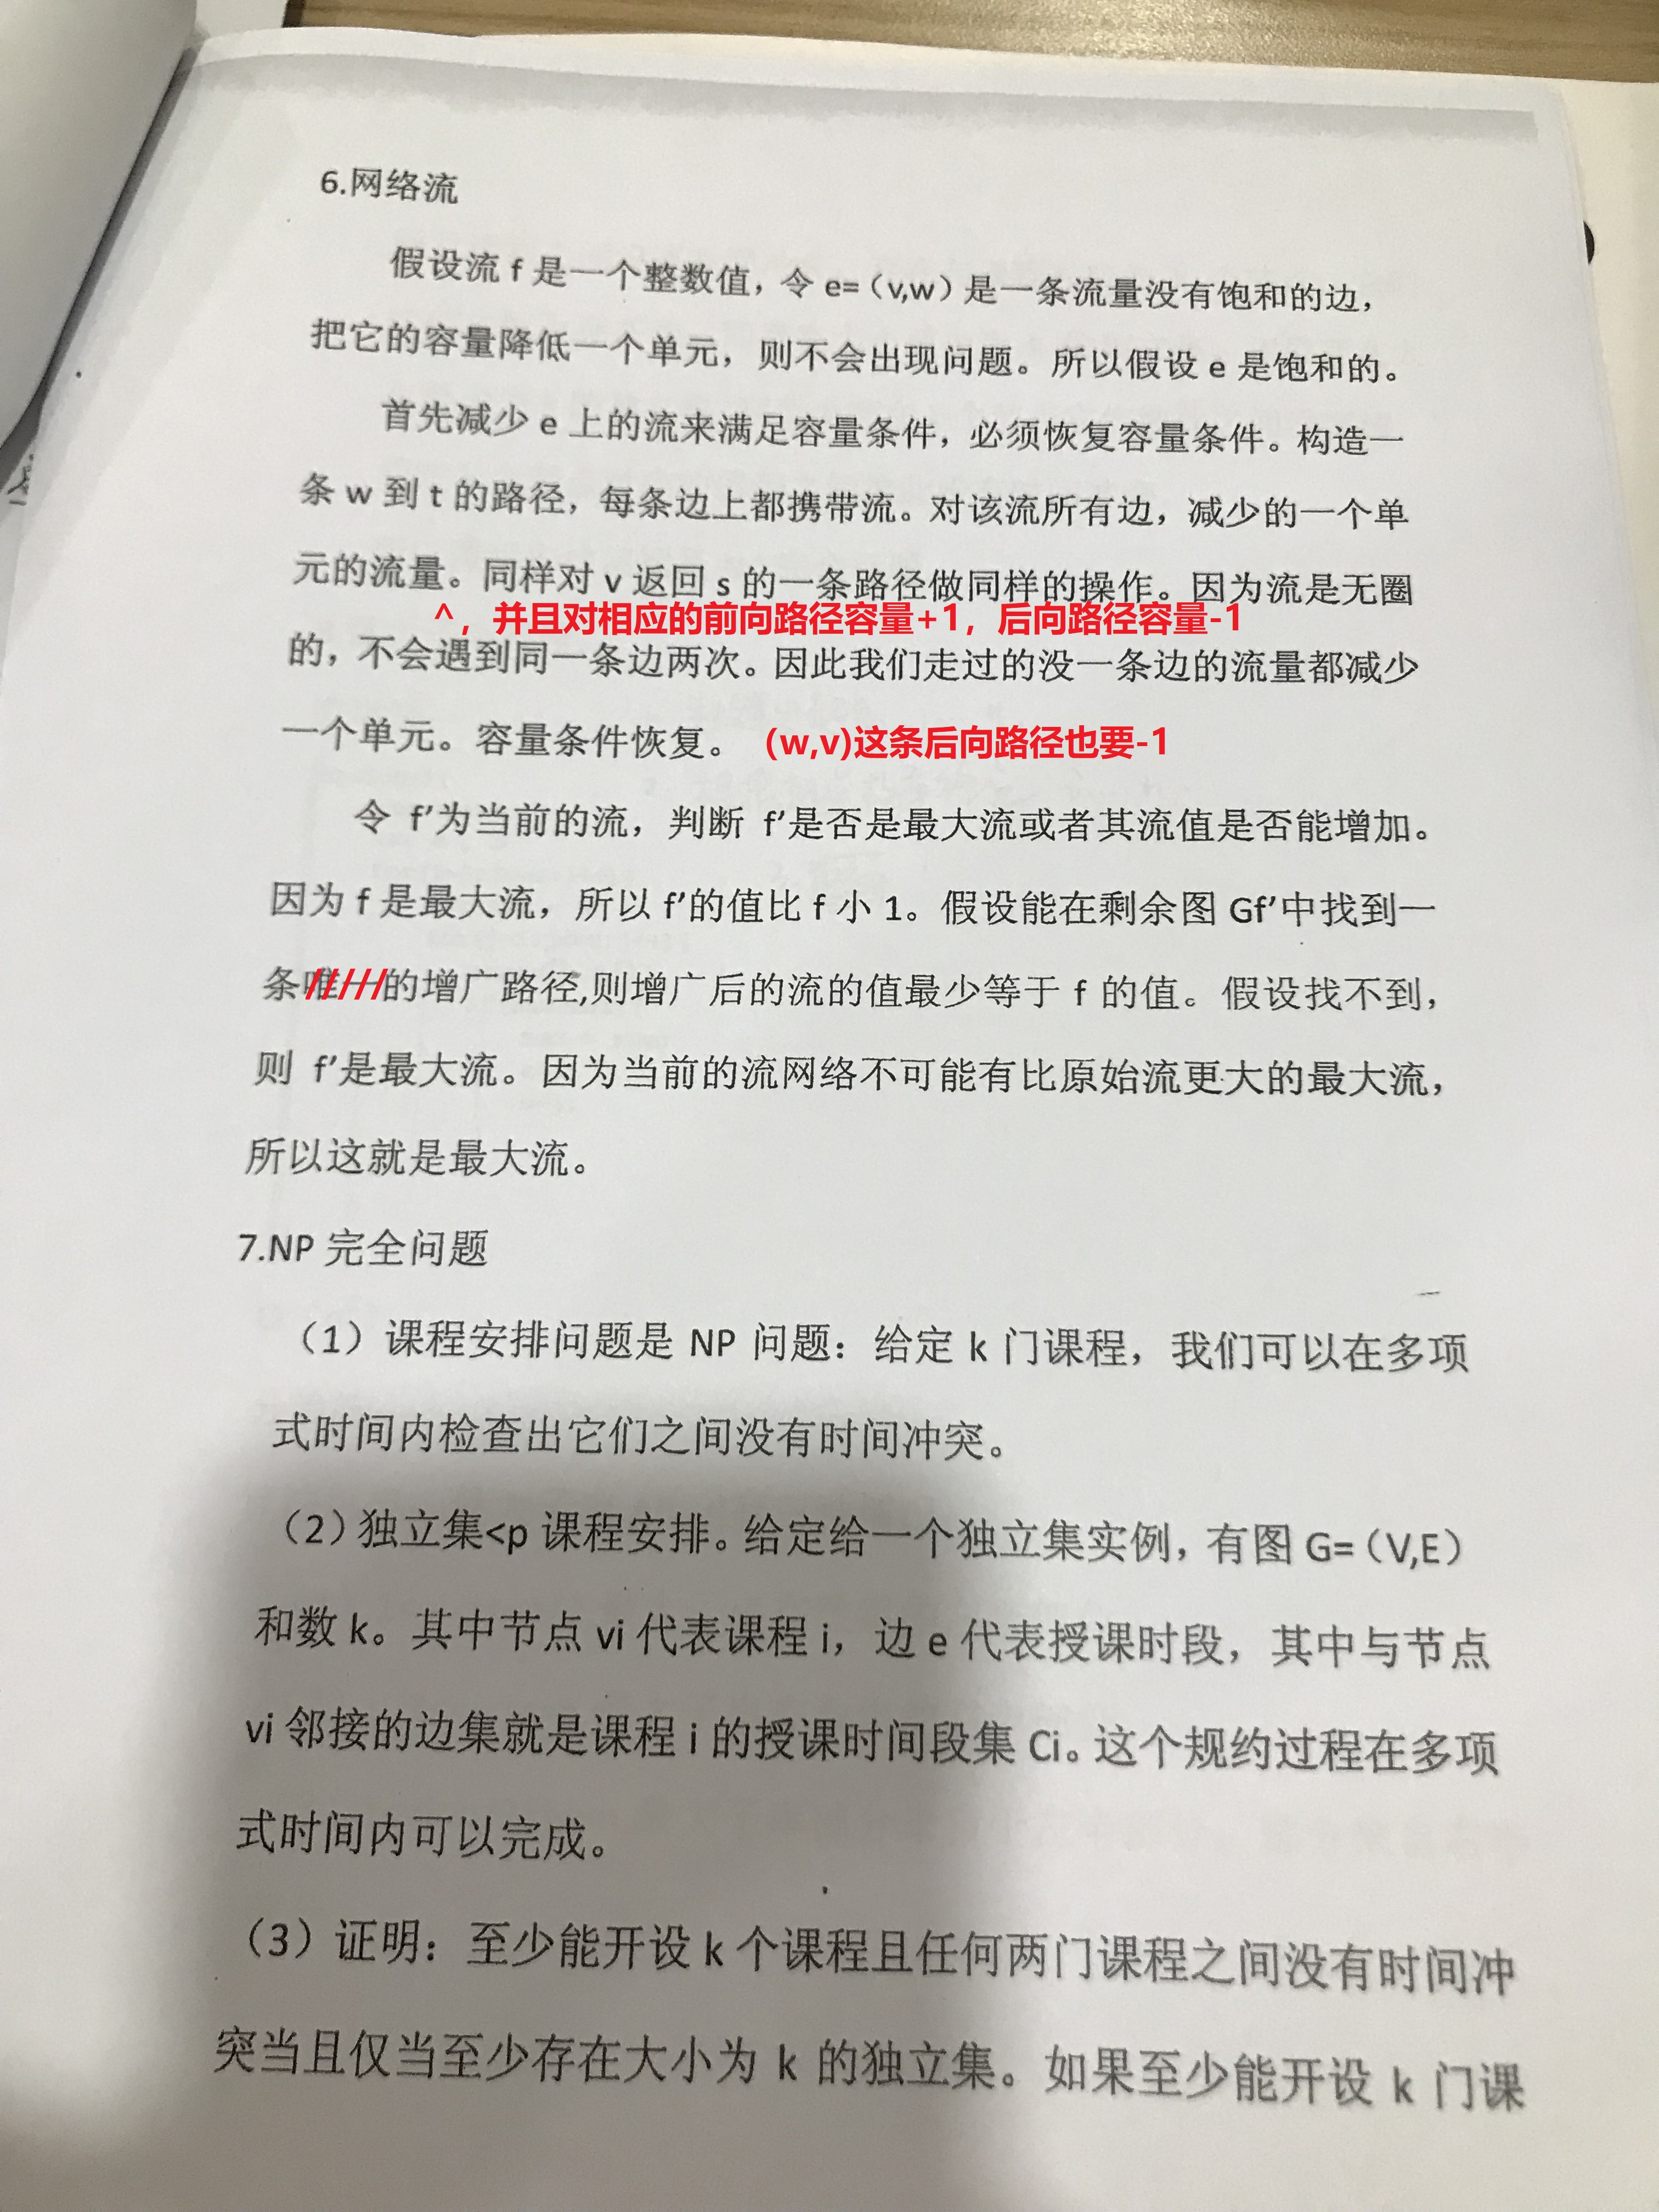 6.网络流
假设流 f 是一个整数值，令 e=（v,w）是一条流量没有饱和的边，
把它的容量降低一个单元，则不会出现问题。所以假设 e 是饱和的。
首先减少 e 上的流来满足容量条件，必须恢复容量条件。构造一
条 w 到 t 的路径，每条边上都携带流。对该流所有边，减少的一个单
元的流量。同样对 v 返回 s 的一条路径做同样的操作。因为流是无圈
^，并且对相应的前向路径容量+1，后向路径容量-1
的，不会遇到同一条边两次。因此我们走过的没一条边的流量都减少
一个单元。容量条件恢复。 (w,v)这条后向路径也要-1
令 f’为当前的流，判断 f’是否是最大流或者其流值是否能增加。
因为 f 是最大流，所以 f’的值比 f 小 1。假设能在剩余图 Gf’中找到一
条唯一的增广路径,则增广后的流的值最少等于 f 的值。假设找不到，
则 f’是最大流。因为当前的流网络不可能有比原始流更大的最大流，
所以这就是最大流。
7.NP 完全问题
（1）课程安排问题是 NP 问题：给定 k 门课程，我们可以在多项
式时间内检查出它们之间没有时间冲突。
（2）独立集<p 课程安排。给定给一个独立集实例，有图 G=（V,E）
和数 k。其中节点 vi 代表课程 i，边 e 代表授课时段，其中与节点
vi 邻接的边集就是课程 i 的授课时间段集 Ci。这个规约过程在多项
式时间内可以完成。
（3）证明：至少能开设 k 个课程且任何两门课程之间没有时间冲
突当且仅当至少存在大小为 k 的独立集。如果至少能开设 k 门课